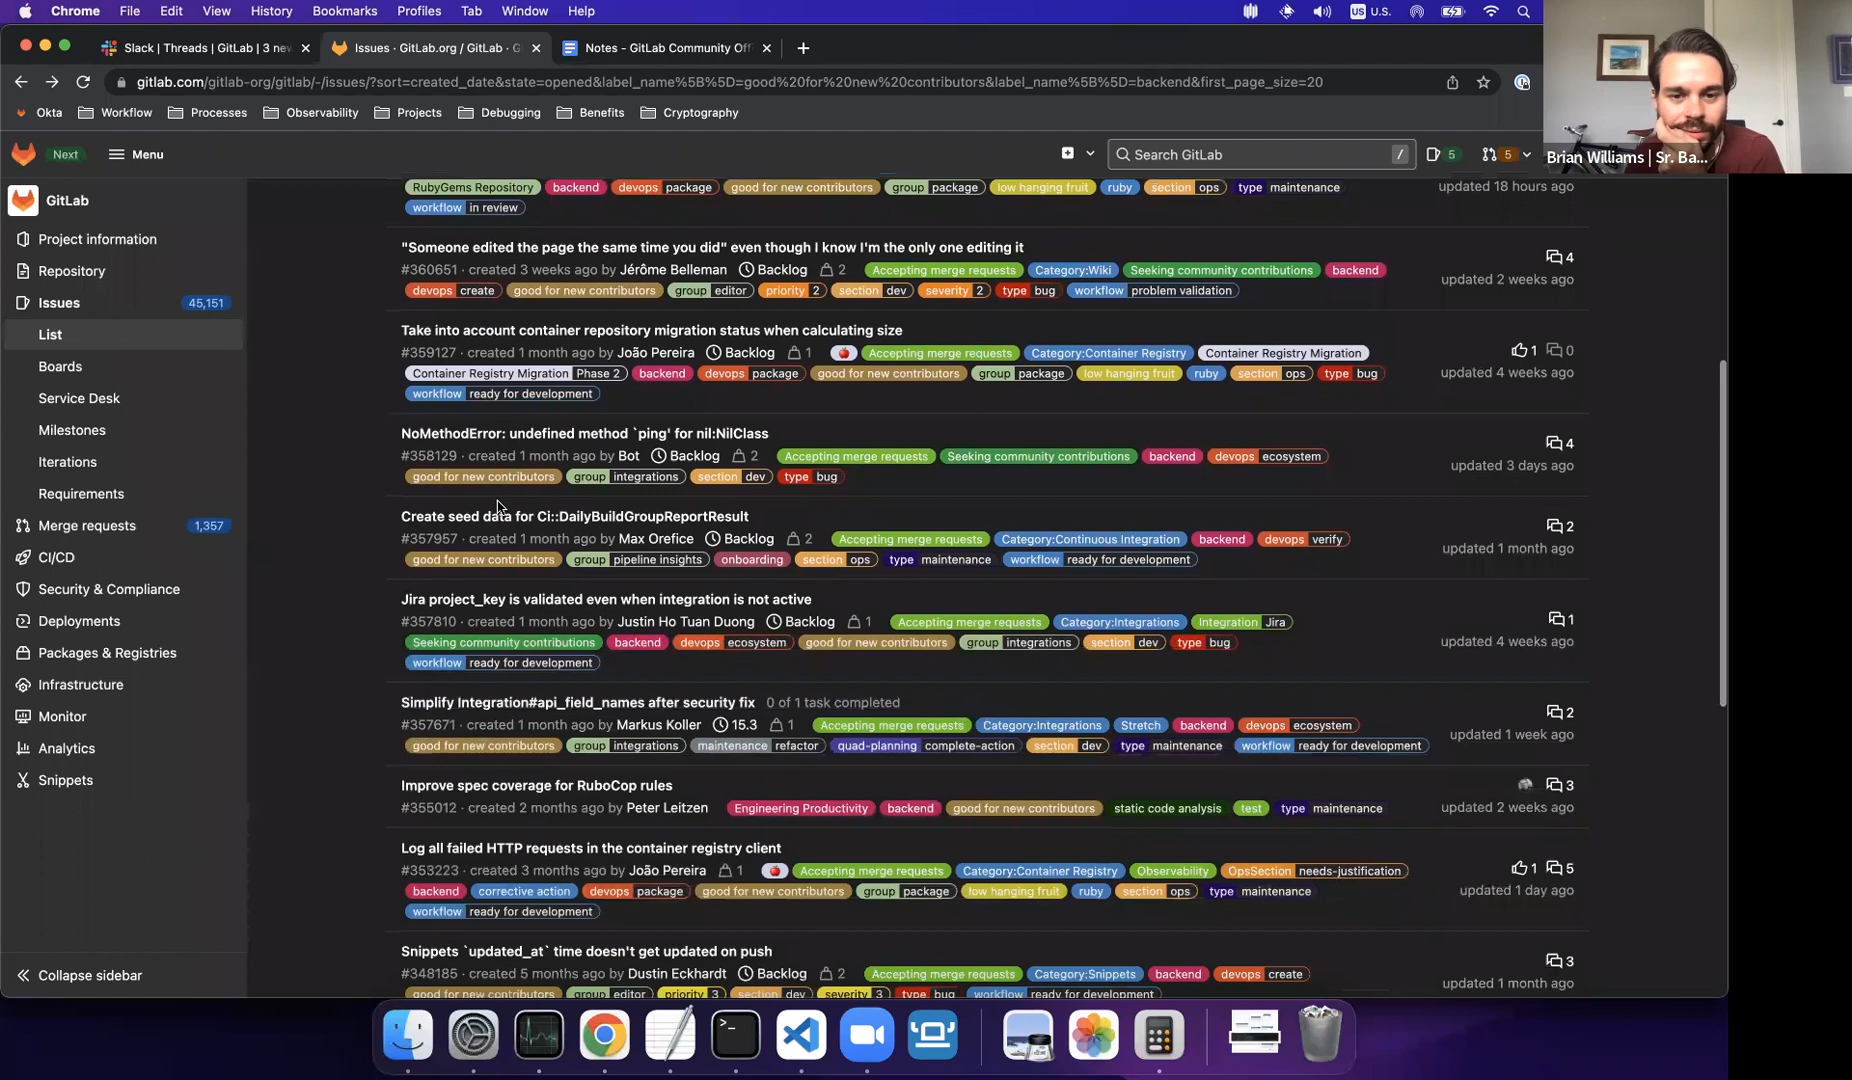 Chrome File Edit View History Bookmarks Profiles Tab Window Help U.S.
Slack | Threads | GitLab | 3 new Issues · GitLab.org / GitLab · G Notes - GitLab Community Off
gitlab.com/gitlab-org/gitlab/-/issues/?sort=created_date&state=opened&label_name%5B%5D=good%20for%20new%20contributors&label_name%5B%5D=backend&first_page_size=20
Okta Workflow Processes Observability Projects Debugging Benefits Cryptography
Next Menu Search GitLab / 5 5
Brian Williams | Sr. Ba...
GitLab
Project information
Repository
Issues 45,151
List
Boards
Service Desk
Milestones
Iterations
Requirements
Merge requests 1,357
CI/CD
Security & Compliance
Deployments
Packages & Registries
Infrastructure
Monitor
Analytics
Snippets
Collapse sidebar
RubyGems Repository backend devops package good for new contributors group package low hanging fruit ruby section ops type maintenance updated 18 hours ago
workflow in review
"Someone edited the page the same time you did" even though I know I'm the only one editing it 4
#360651 · created 3 weeks ago by Jérôme Belleman Backlog 2 Accepting merge requests Category:Wiki Seeking community contributions backend updated 2 weeks ago
devops create good for new contributors group editor priority 2 section dev severity 2 type bug workflow problem validation
Take into account container repository migration status when calculating size 1 0
#359127 · created 1 month ago by João Pereira Backlog 1 Accepting merge requests Category:Container Registry Container Registry Migration updated 4 weeks ago
Container Registry Migration Phase 2 backend devops package good for new contributors group package low hanging fruit ruby section ops type bug
workflow ready for development
NoMethodError: undefined method `ping' for nil:NilClass 4
#358129 · created 1 month ago by Bot Backlog 2 Accepting merge requests Seeking community contributions backend devops ecosystem updated 3 days ago
good for new contributors group integrations section dev type bug
Create seed data for Ci::DailyBuildGroupReportResult 2
#357957 · created 1 month ago by Max Orefice Backlog 2 Accepting merge requests Category:Continuous Integration backend devops verify updated 1 month ago
good for new contributors group pipeline insights onboarding section ops type maintenance workflow ready for development
Jira project_key is validated even when integration is not active 1
#357810 · created 1 month ago by Justin Ho Tuan Duong Backlog 1 Accepting merge requests Category:Integrations Integration Jira updated 4 weeks ago
Seeking community contributions backend devops ecosystem good for new contributors group integrations section dev type bug
workflow ready for development
Simplify Integration#api_field_names after security fix 0 of 1 task completed 2
#357671 · created 1 month ago by Markus Koller 15.3 1 Accepting merge requests Category:Integrations Stretch backend devops ecosystem updated 1 week ago
good for new contributors group integrations maintenance refactor quad-planning complete-action section dev type maintenance workflow ready for development
Improve spec coverage for RuboCop rules 3
#355012 · created 2 months ago by Peter Leitzen Engineering Productivity backend good for new contributors static code analysis test type maintenance updated 2 weeks ago
Log all failed HTTP requests in the container registry client 1 5
#353223 · created 3 months ago by João Pereira 1 Accepting merge requests Category:Container Registry Observability OpsSection needs-justification updated 1 day ago
backend corrective action devops package good for new contributors group package low hanging fruit ruby section ops type maintenance
workflow ready for development
Snippets `updated_at` time doesn't get updated on push 3
#348185 · created 5 months ago by Dustin Eckhardt Backlog 2 Accepting merge requests Category:Snippets backend devops create updated 1 month ago
good for new contributors group editor priority 3 section dev severity 3 type bug workflow ready for development